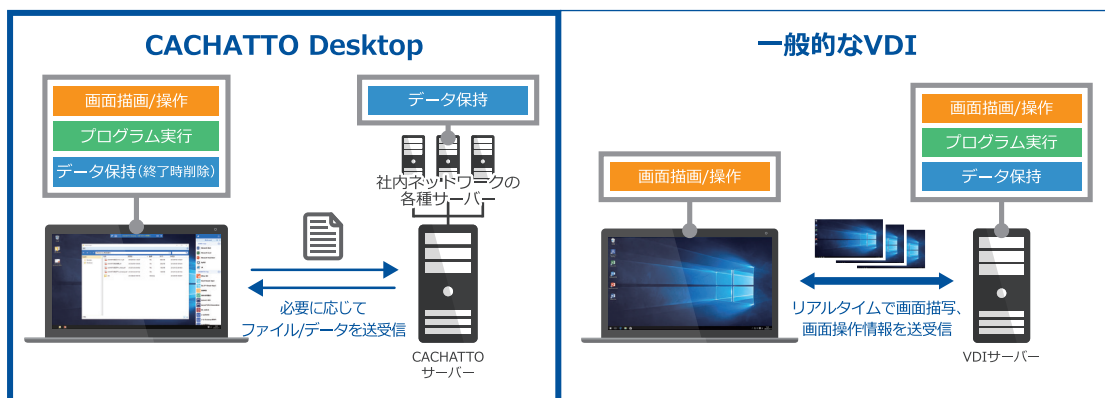 CACHATTO Desktop
画面描画/操作
プログラム実行
データ保持(終了時削除)
データ保持
社内ネットワークの
各種サーバー
必要に応じて
ファイル/データを送受信
CACHATTO
サーバー
一般的なVDI
画面描画/操作
画面描画/操作
プログラム実行
データ保持
リアルタイムで画面描写、
画面操作情報を送受信
VDIサーバー